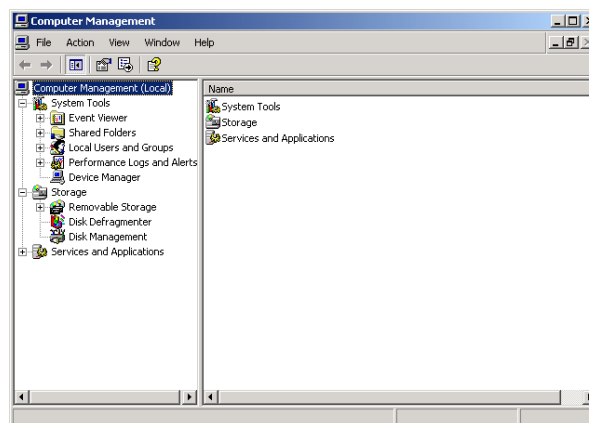 Computer Management
File Action View Window Help
Computer Management (Local)
System Tools
Event Viewer
Shared Folders
Local Users and Groups
Performance Logs and Alerts
Device Manager
Storage
Removable Storage
Disk Defragmenter
Disk Management
Services and Applications
Name
System Tools
Storage
Services and Applications